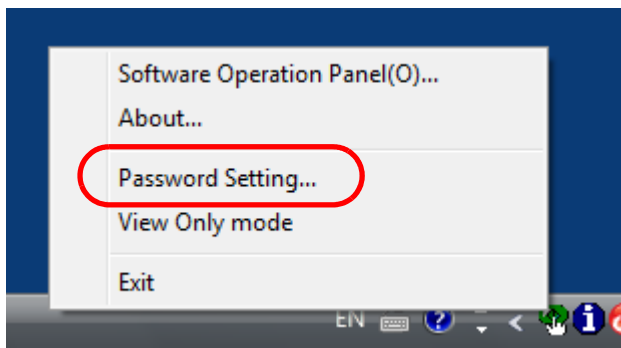 Software Operation Panel(O)...
About...
Password Setting...
View Only mode
Exit
EN ? < i